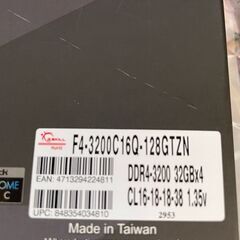 G.SKILL
F4-3200C16Q-128GTZN
EAN: 4713294224811
DDR4-3200 32GBx4
CL16-18-18-38 1.35v
UPC: 848354034810
2953
Made in Taiwan